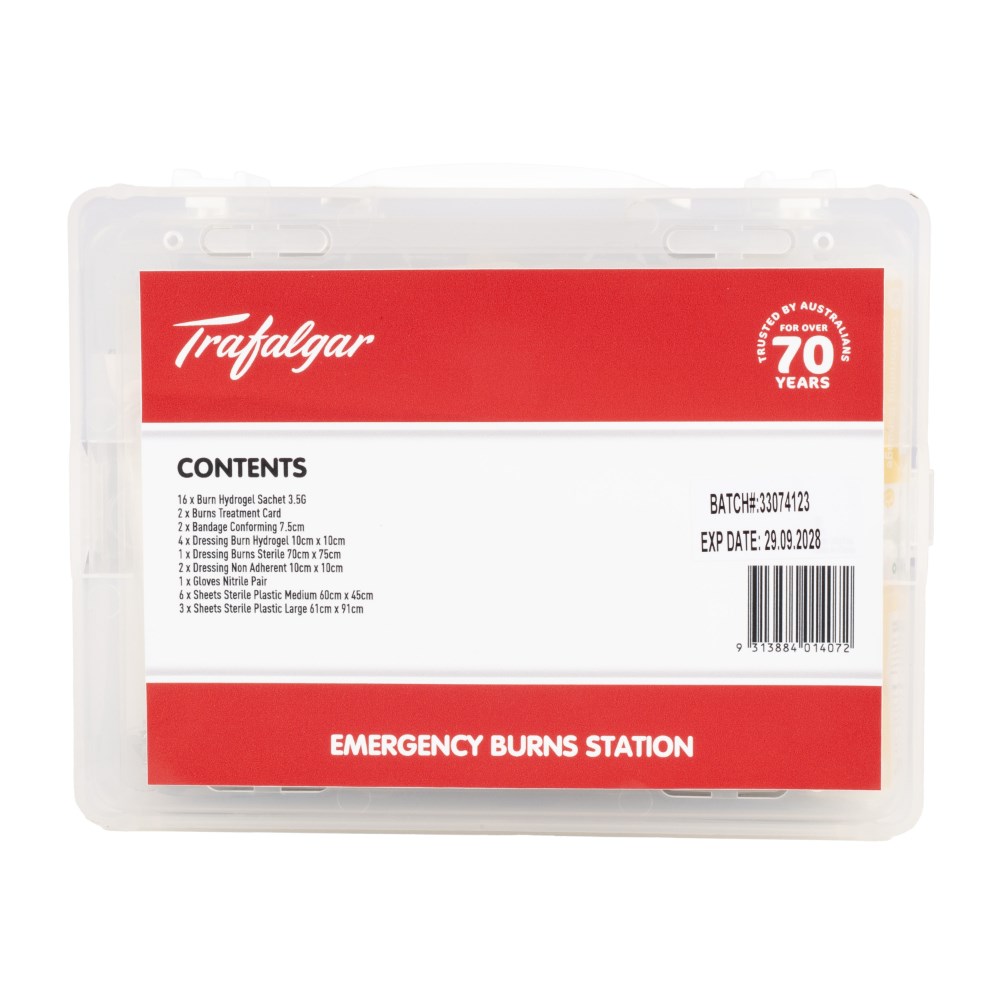 Trafalgar
TRUSTED BY AUSTRALIANS
FOR OVER
70
YEARS
CONTENTS
16 x Burn Hydrogel Sachet 3.5G
2 x Burns Treatment Card
2 x Bandage Conforming 7.5cm
4 x Dressing Burn Hydrogel 10cm x 10cm
1 x Dressing Burns Sterile 70cm x 75cm
2 x Dressing Non Adherent 10cm x 10cm
1 x Gloves Nitrile Pair
6 x Sheets Sterile Plastic Medium 60cm x 45cm
3 x Sheets Sterile Plastic Large 61cm x 91cm
BATCH#:33074123
EXP DATE: 29.09.2028
9 313884 014072
EMERGENCY BURNS STATION